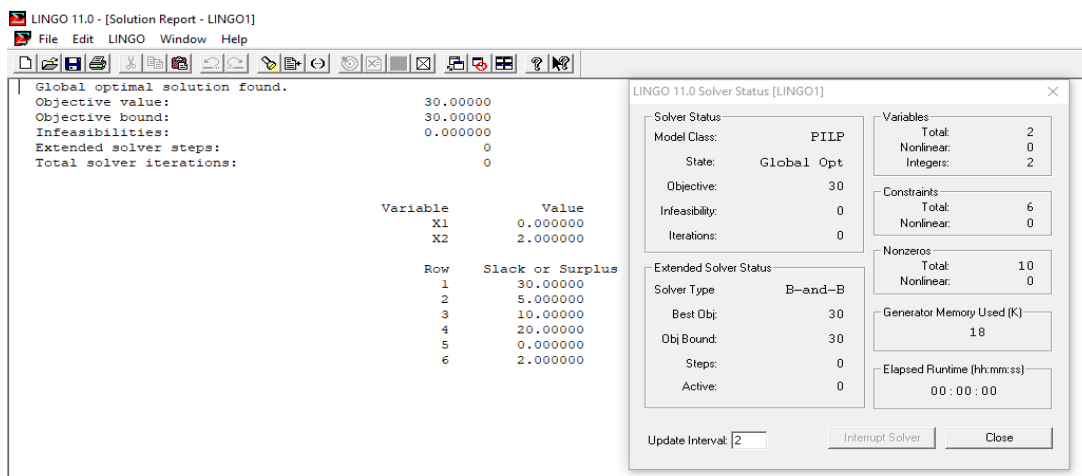 LINGO 11.0 - [Solution Report - LINGO1]
File Edit LINGO Window Help
Global optimal solution found.
Objective value: 30.00000
Objective bound: 30.00000
Infeasibilities: 0.000000
Extended solver steps: 0
Total solver iterations: 0
Variable Value
X1 0.000000
X2 2.000000
Row Slack or Surplus
1 30.00000
2 5.000000
3 10.00000
4 20.00000
5 0.000000
6 2.000000
LINGO 11.0 Solver Status [LINGO1]
Solver Status
Model Class: PILP
State: Global Opt
Objective: 30
Infeasibility: 0
Iterations: 0
Extended Solver Status
Solver Type B-and-B
Best Obj: 30
Obj Bound: 30
Steps: 0
Active: 0
Variables
Total: 2
Nonlinear: 0
Integers: 2
Constraints
Total: 6
Nonlinear: 0
Nonzeros
Total: 10
Nonlinear: 0
Generator Memory Used (K)
18
Elapsed Runtime (hh:mm:ss)
00:00:00
Update Interval: 2
Interrupt Solver
Close